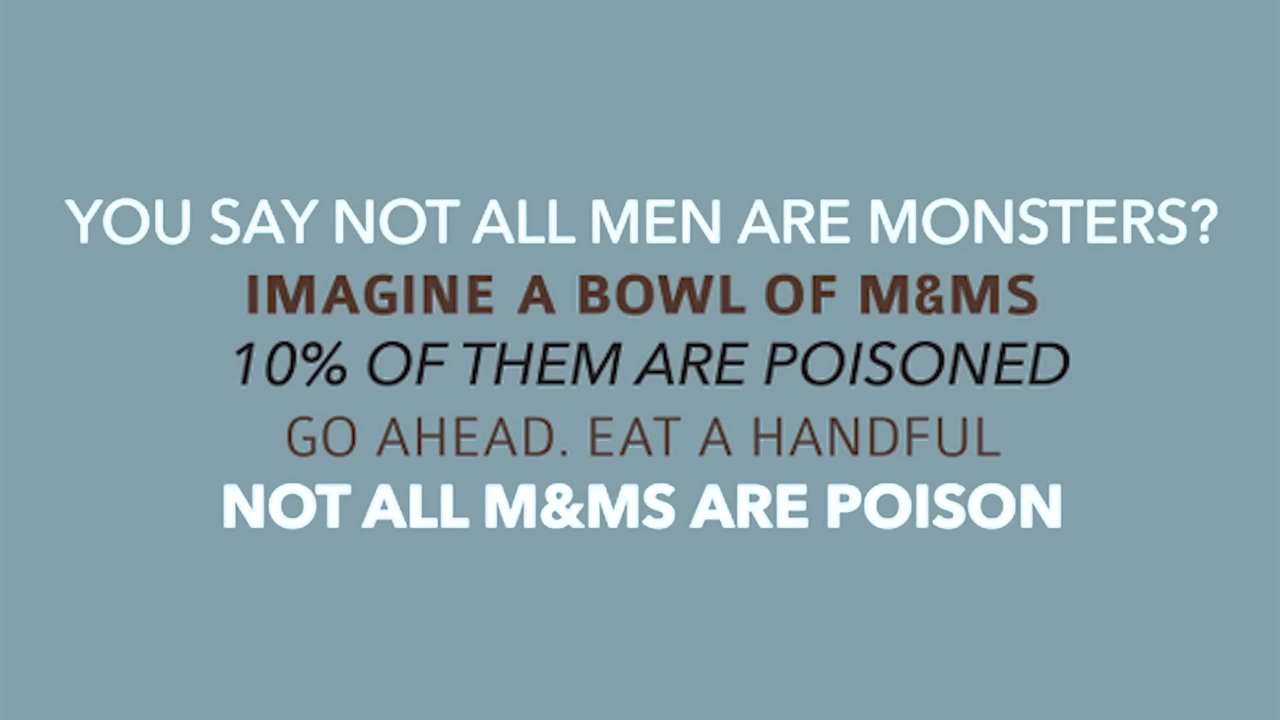 YOU SAY NOT ALL MEN ARE MONSTERS?
IMAGINE A BOWL OF M&MS
10% OF THEM ARE POISONED
GO AHEAD. EAT A HANDFUL
NOT ALL M&MS ARE POISON